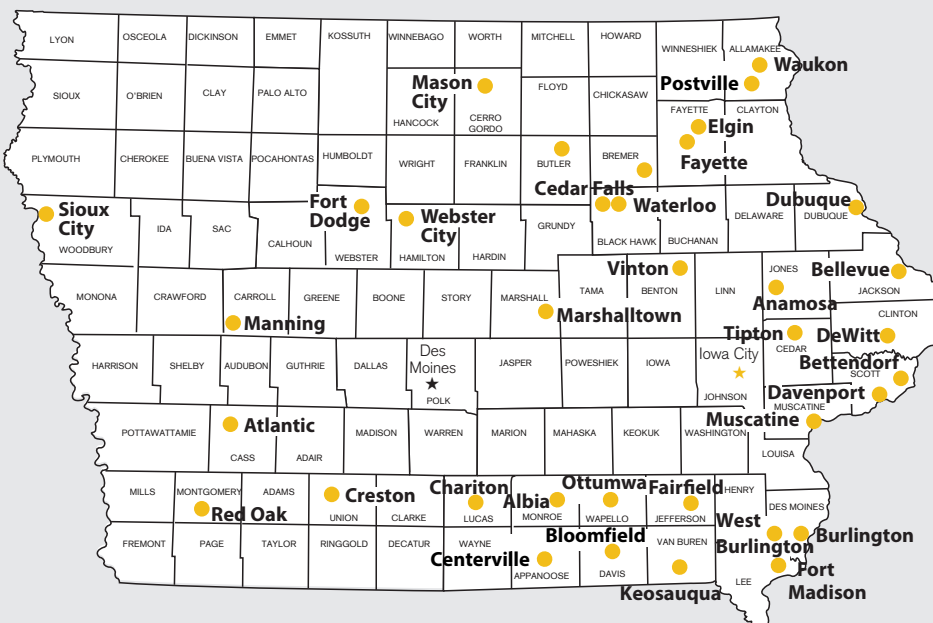 LYON
OSCEOLA
DICKINSON
EMMET
KOSSUTH
WINNEBAGO
WORTH
MITCHELL
HOWARD
WINNESHIEK
ALLAMAKEE
Waukon
Postville
SIOUX
O'BRIEN
CLAY
PALO ALTO
Mason
City
HANCOCK
CERRO
GORDO
FLOYD
CHICKASAW
FAYETTE
CLAYTON
Elgin
Fayette
PLYMOUTH
CHEROKEE
BUENA VISTA
POCAHONTAS
HUMBOLDT
WRIGHT
FRANKLIN
BUTLER
BREMER
Cedar Falls
Waterloo
Dubuque
DELAWARE
DUBUQUE
Sioux
City
WOODBURY
IDA
SAC
CALHOUN
Fort
Dodge
WEBSTER
Webster
City
HAMILTON
HARDIN
GRUNDY
BLACK HAWK
BUCHANAN
MONONA
CRAWFORD
CARROLL
GREENE
BOONE
STORY
MARSHALL
Marshalltown
TAMA
Vinton
BENTON
LINN
JONES
Anamosa
Bellevue
JACKSON
CLINTON
Manning
Tipton
CEDAR
DeWitt
HARRISON
SHELBY
AUDUBON
GUTHRIE
DALLAS
Des
Moines
POLK
JASPER
POWESHIEK
IOWA
Iowa City
JOHNSON
Bettendorf
SCOTT
Davenport
MUSCATINE
Muscatine
POTTAWATTAMIE
Atlantic
CASS
ADAIR
MADISON
WARREN
MARION
MAHASKA
KEOKUK
WASHINGTON
LOUISA
MILLS
MONTGOMERY
Red Oak
ADAMS
Creston
UNION
CLARKE
Chariton
LUCAS
Albia
MONROE
Ottumwa
WAPELLO
Fairfield
JEFFERSON
HENRY
DES MOINES
West
Burlington
Burlington
FREMONT
PAGE
TAYLOR
RINGGOLD
DECATUR
WAYNE
Centerville
APPANOOSE
Bloomfield
DAVIS
VAN BUREN
Keosauqua
LEE
Fort
Madison